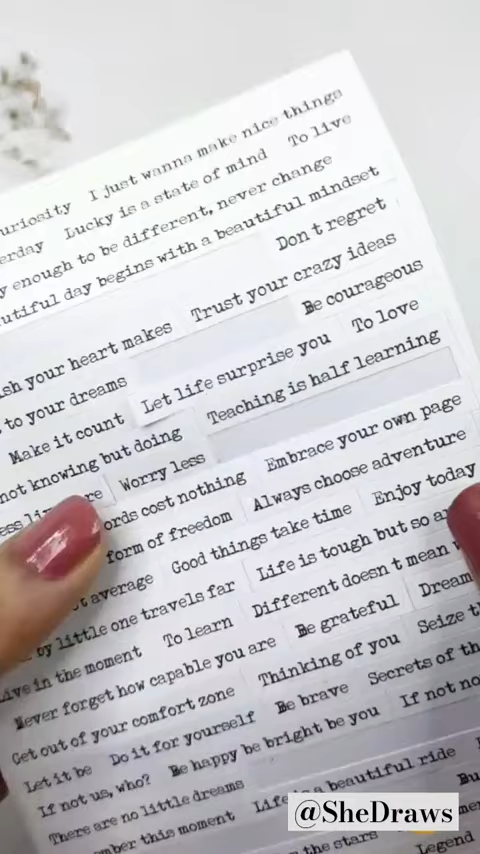 I just wanna make nice things
Lucky is a state of mind To live
enough to be different, never change
day begins with a beautiful mindset
Don t regret
your heart makes Trust your crazy ideas
to your dreams Be courageous
Make it count Let life surprise you To love
not knowing but doing Teaching is half learning
Worry less
cost nothing Embrace your own page
form of freedom Always choose adventure
average Good things take time Enjoy today
by little one travels far Life is tough but so
Live in the moment To learn Different doesn t mean
Never forget how capable you are Be grateful Dream
Get out of your comfort zone Thinking of you Seize
Let it be Do it for yourself Be brave Secrets of
If not us, who? Be happy be bright be you If not
There are no little dreams
this moment Life is a beautiful ride
the stars
Legend
@SheDraws